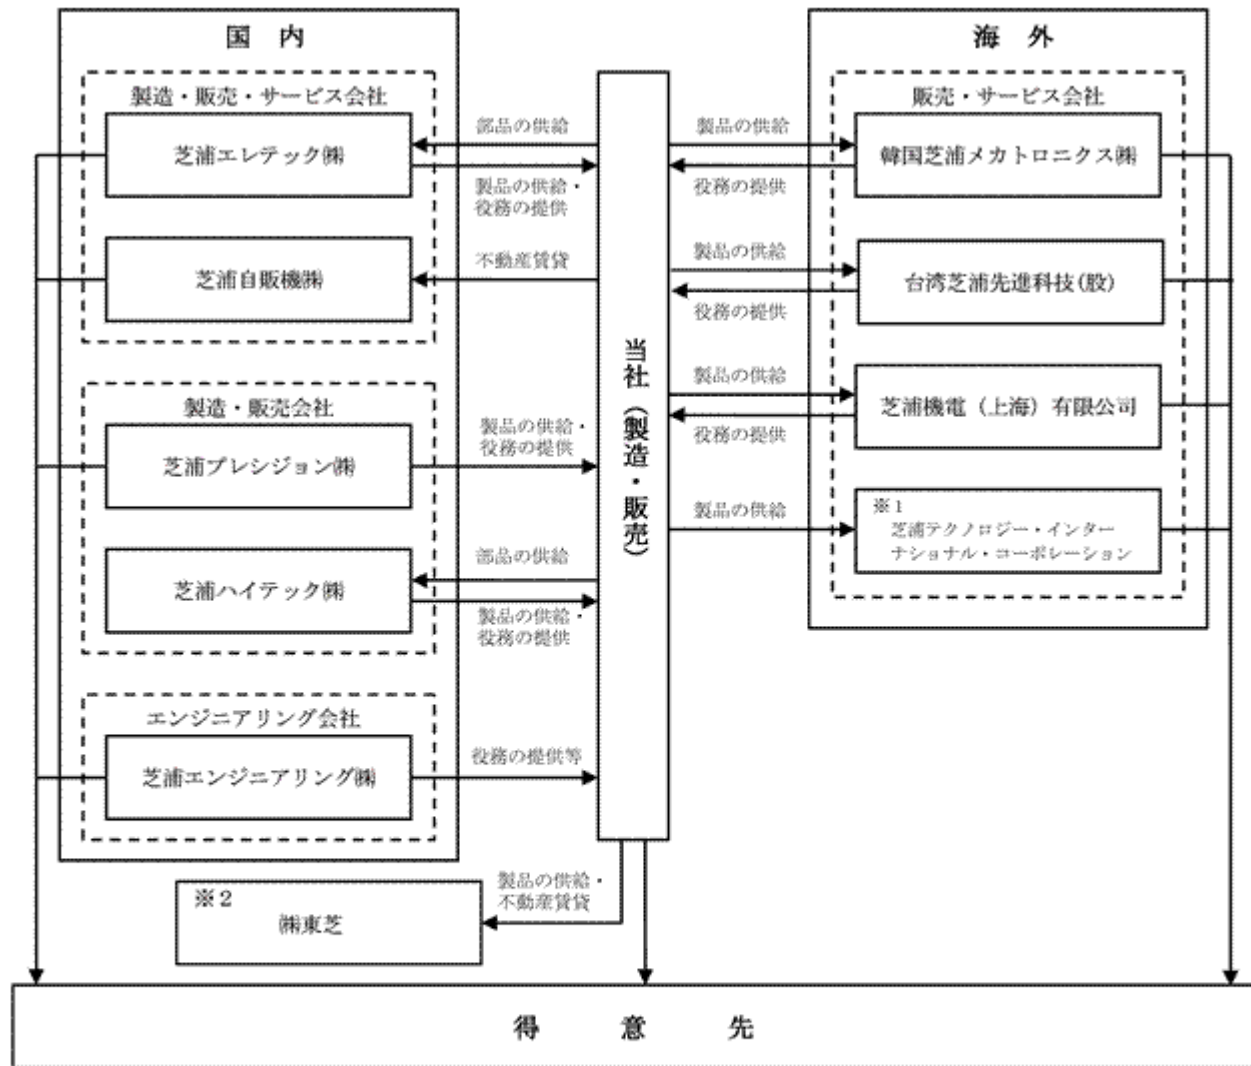 国内
製造・販売・サービス会社
芝浦エレテック㈱
芝浦自販機㈱
製造・販売会社
芝浦プレシジョン㈱
芝浦ハイテック㈱
エンジニアリング会社
芝浦エンジニアリング㈱
※２
㈱東芝
部品の供給
製品の供給・
役務の提供
不動産賃貸
製品の供給・
役務の提供
部品の供給
製品の供給・
役務の提供
役務の提供等
製品の供給・
不動産賃貸
当社（製造・販売）
製品の供給
役務の提供
製品の供給
役務の提供
製品の供給
役務の提供
製品の供給
海外
販売・サービス会社
韓国芝浦メカトロニクス㈱
台湾芝浦先進科技(股)
芝浦機電（上海）有限公司
※1
芝浦テクノロジー・インター
ナショナル・コーポレーション
得意先